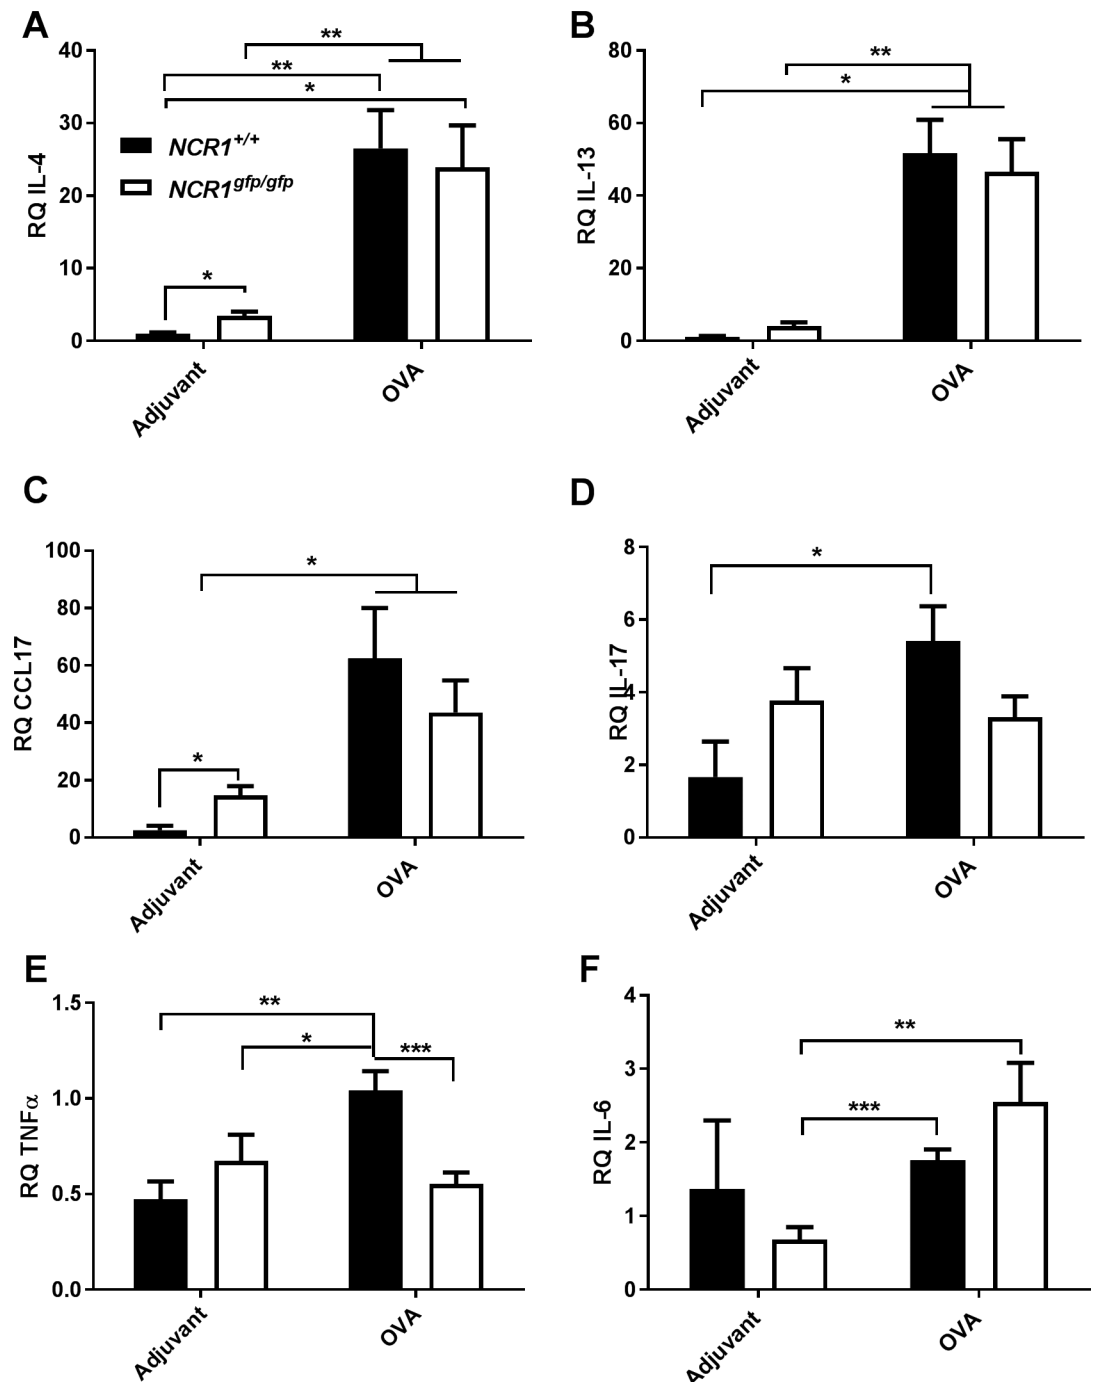 A
40
30
20
10
0
RQ IL-4
**
**
*
*
NCR1+/+
NCR1gfp/gfp
Adjuvant
OVA
B
80
60
40
20
0
RQ IL-13
**
*
Adjuvant
OVA
C
100
80
60
40
20
0
RQ CCL17
*
*
Adjuvant
OVA
D
8
6
4
2
0
RQ IL-17
*
Adjuvant
OVA
E
1.5
1.0
0.5
0.0
RQ TNFα
**
*
***
Adjuvant
OVA
F
4
3
2
1
0
RQ IL-6
**
***
Adjuvant
OVA